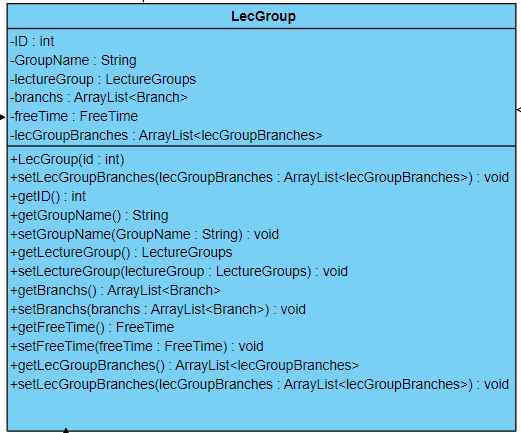 LecGroup
-ID : int
-GroupName : String
-lectureGroup : LectureGroups
-branchs : ArrayList<Branch>
-freeTime : FreeTime
-lecGroupBranches : ArrayList<lecGroupBranches>
+LecGroup(id : int)
+setLecGroupBranches(lecGroupBranches : ArrayList<lecGroupBranches>) : void
+getID() : int
+getGroupName() : String
+setGroupName(GroupName : String) : void
+getLectureGroup() : LectureGroups
+setLectureGroup(lectureGroup : LectureGroups) : void
+getBranchs() : ArrayList<Branch>
+setBranchs(branchs : ArrayList<Branch>) : void
+getFreeTime() : FreeTime
+setFreeTime(freeTime : FreeTime) : void
+getLecGroupBranches() : ArrayList<lecGroupBranches>
+setLecGroupBranches(lecGroupBranches : ArrayList<lecGroupBranches>) : void